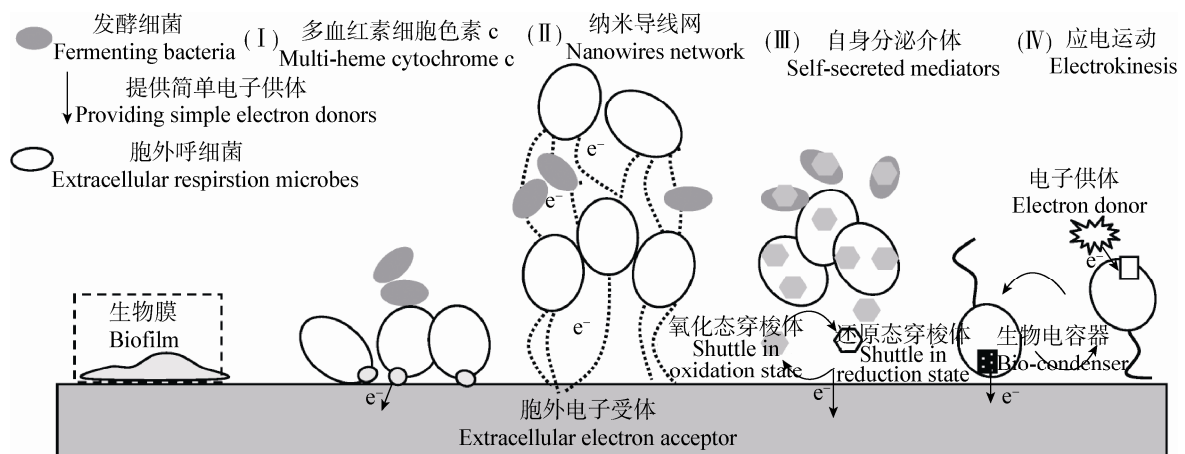 发酵细菌
Fermenting bacteria
提供简单电子供体
Providing simple electron donors
胞外呼细菌
Extracellular respirstion microbes
(Ⅰ) 多血红素细胞色素 c
Multi-heme cytochrome c
(Ⅱ) 纳米导线网
Nanowires network
(Ⅲ) 自身分泌介体
Self-secreted mediators
(Ⅳ) 应电运动
Electrokinesis
生物膜
Biofilm
e⁻
e⁻
e⁻
e⁻
氧化态穿梭体
Shuttle in
oxidation state
还原态穿梭体
Shuttle in
reduction state
e⁻
电子供体
Electron donor
e⁻
生物电容器
Bio-condenser
e⁻
胞外电子受体
Extracellular electron acceptor